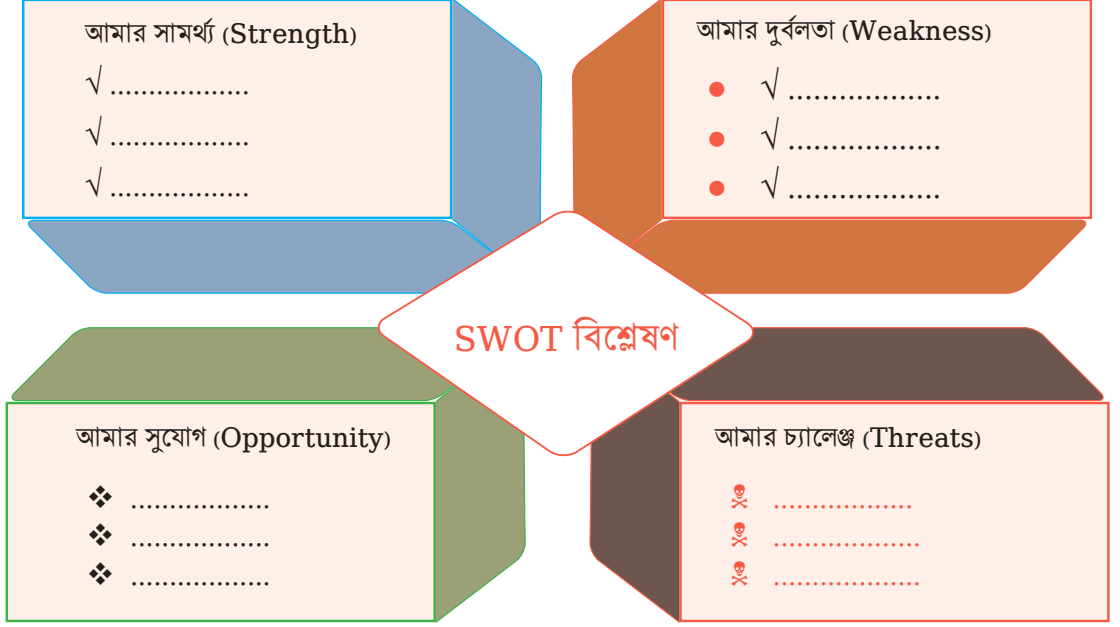 আমার সামর্থ্য (Strength)
√ ..................
√ ..................
√ ..................
আমার দুর্বলতা (Weakness)
● √ ..................
● √ ..................
● √ ..................
SWOT বিশ্লেষণ
আমার সুযোগ (Opportunity)
❖ ..................
❖ ..................
❖ ..................
আমার চ্যালেঞ্জ (Threats)
☠ ..................
☠ ...................
☠ ...................